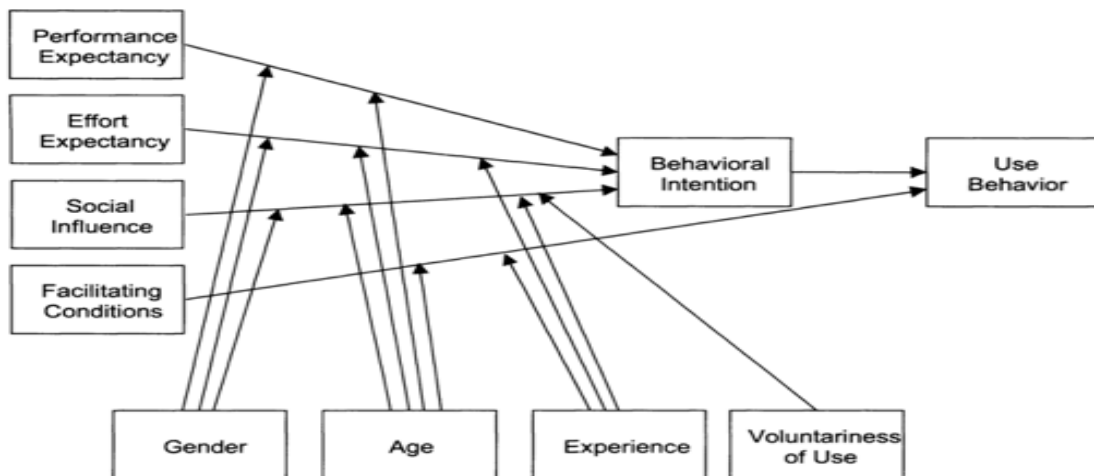 Performance
Expectancy
Effort
Expectancy
Social
Influence
Facilitating
Conditions
Behavioral
Intention
Use
Behavior
Gender
Age
Experience
Voluntariness
of Use